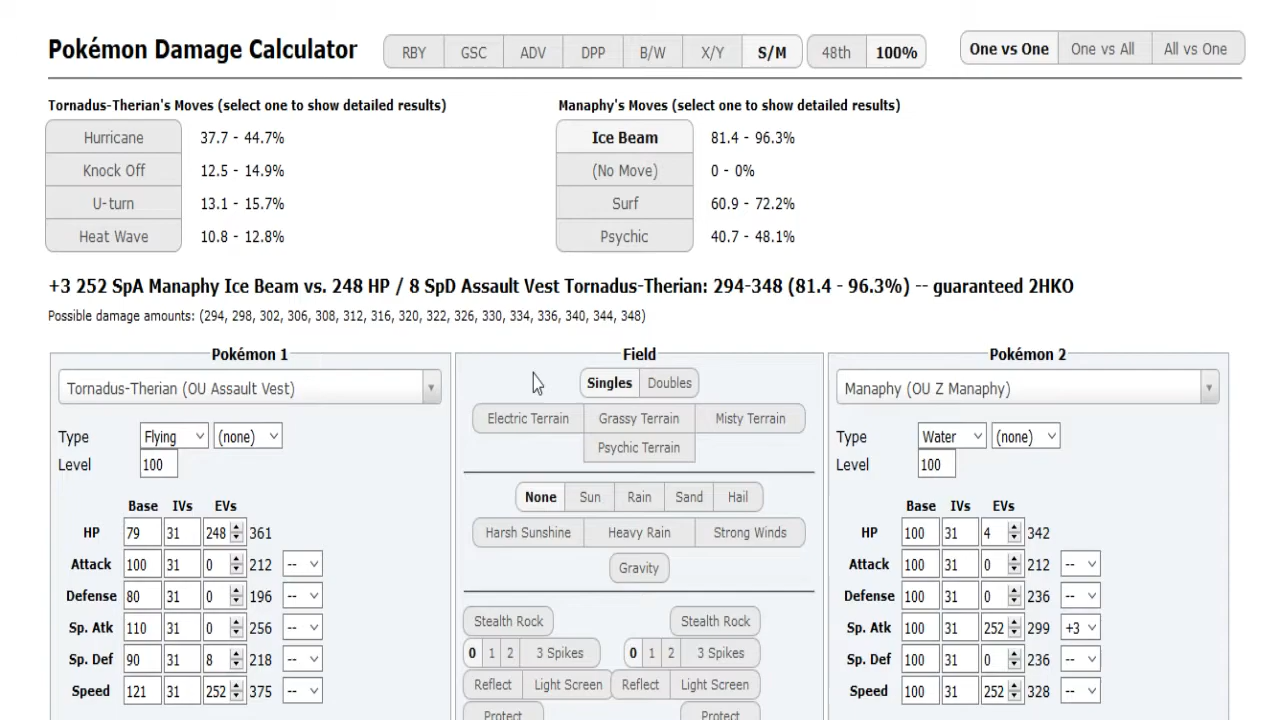 Pokémon Damage Calculator RBY GSC ADV DPP B/W X/Y S/M 48th 100% One vs One One vs All All vs One
Tornadus-Therian's Moves (select one to show detailed results) Manaphy's Moves (select one to show detailed results)
Hurricane 37.7 - 44.7% Ice Beam 81.4 - 96.3%
Knock Off 12.5 - 14.9% (No Move) 0 - 0%
U-turn 13.1 - 15.7% Surf 60.9 - 72.2%
Heat Wave 10.8 - 12.8% Psychic 40.7 - 48.1%
+3 252 SpA Manaphy Ice Beam vs. 248 HP / 8 SpD Assault Vest Tornadus-Therian: 294-348 (81.4 - 96.3%) -- guaranteed 2HKO
Possible damage amounts: (294, 298, 302, 306, 308, 312, 316, 320, 322, 326, 330, 334, 336, 340, 344, 348)
Pokémon 1 Field Pokémon 2
Tornadus-Therian (OU Assault Vest) Singles Doubles Manaphy (OU Z Manaphy)
Electric Terrain Grassy Terrain Misty Terrain
Type Flying (none) Psychic Terrain Type Water (none)
Level 100 Level 100
None Sun Rain Sand Hail
Base IVs EVs Base IVs EVs
HP 79 31 248 361 Harsh Sunshine Heavy Rain Strong Winds HP 100 31 4 342
Attack 100 31 0 212 -- Gravity Attack 100 31 0 212 --
Defense 80 31 0 196 -- Defense 100 31 0 236 --
Sp. Atk 110 31 0 256 -- Stealth Rock Stealth Rock Sp. Atk 100 31 252 299 +3
Sp. Def 90 31 8 218 -- 0 1 2 3 Spikes 0 1 2 3 Spikes Sp. Def 100 31 0 236 --
Speed 121 31 252 375 -- Reflect Light Screen Reflect Light Screen Speed 100 31 252 328 --
Protect Protect